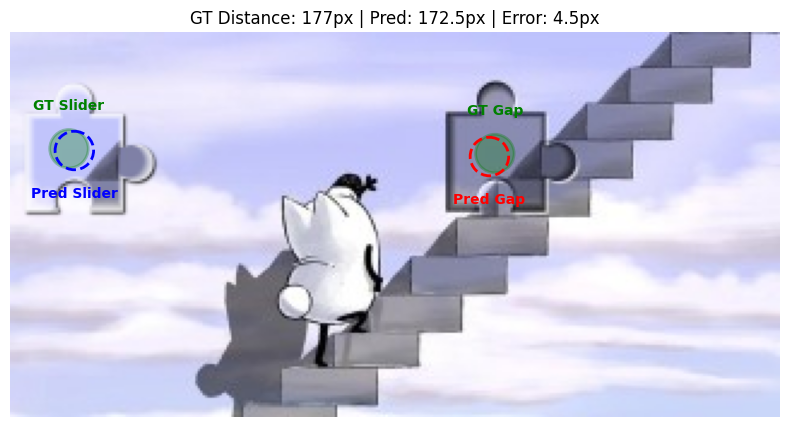 GT Distance: 177px | Pred: 172.5px | Error: 4.5px
GT Slider
GT Gap
Pred Slider
Pred Gap